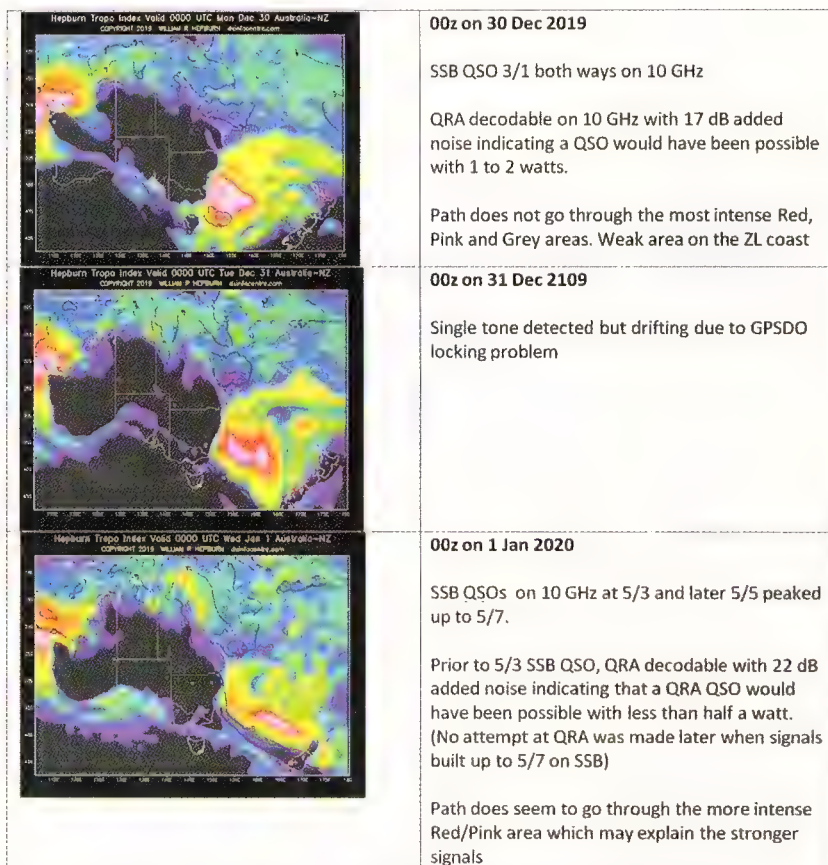 Hepburn Tropo Index Valid 0000 UTC Mon Dec 30 Australia-NZ
COPYRIGHT 2019 WILLIAM R HEPBURN dxinfocentre.com
00z on 30 Dec 2019
SSB QSO 3/1 both ways on 10 GHz
QRA decodable on 10 GHz with 17 dB added
noise indicating a QSO would have been possible
with 1 to 2 watts.
Path does not go through the most intense Red,
Pink and Grey areas. Weak area on the ZL coast
Hepburn Tropo Index Valid 0000 UTC Tue Dec 31 Australia-NZ
COPYRIGHT 2019 WILLIAM R HEPBURN dxinfocentre.com
00z on 31 Dec 2109
Single tone detected but drifting due to GPSDO
locking problem
Hepburn Tropo Index Valid 0000 UTC Wed Jan 1 Australia-NZ
COPYRIGHT 2019 WILLIAM R HEPBURN dxinfocentre.com
00z on 1 Jan 2020
SSB QSOs on 10 GHz at 5/3 and later 5/5 peaked
up to 5/7.
Prior to 5/3 SSB QSO, QRA decodable with 22 dB
added noise indicating that a QRA QSO would
have been possible with less than half a watt.
(No attempt at QRA was made later when signals
built up to 5/7 on SSB)
Path does seem to go through the more intense
Red/Pink area which may explain the stronger
signals